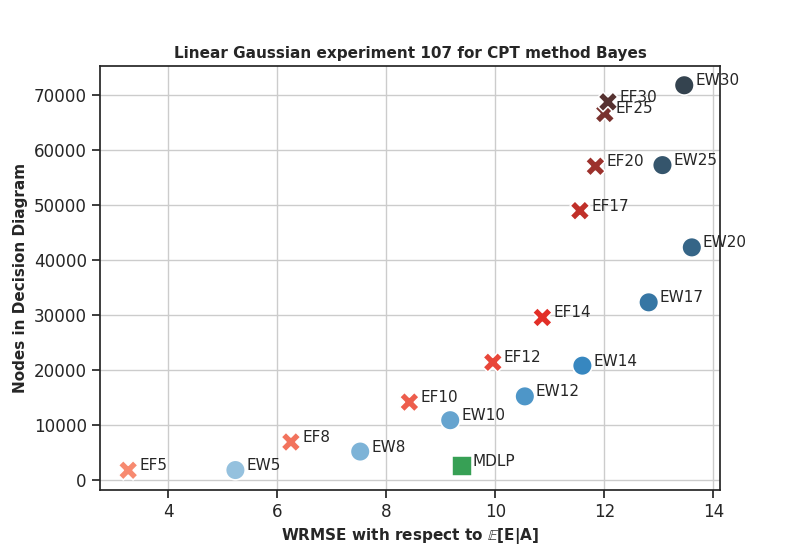 Linear Gaussian experiment 107 for CPT method Bayes
Nodes in Decision Diagram
70000
60000
50000
40000
30000
20000
10000
0
EW30
EF30
EF25
EF20
EW25
EF17
EW20
EW17
EF14
EF12
EW14
EF10
EW12
EF8
EW10
EW8
EF5
EW5
MDLP
4
6
8
10
12
14
WRMSE with respect to 𝔼[E|A]